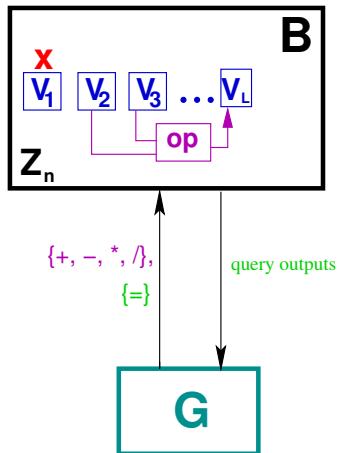 B
x
V1 V2 V3 ... VL
op
Zn
{+, −, *, /},
{=}
query outputs
G